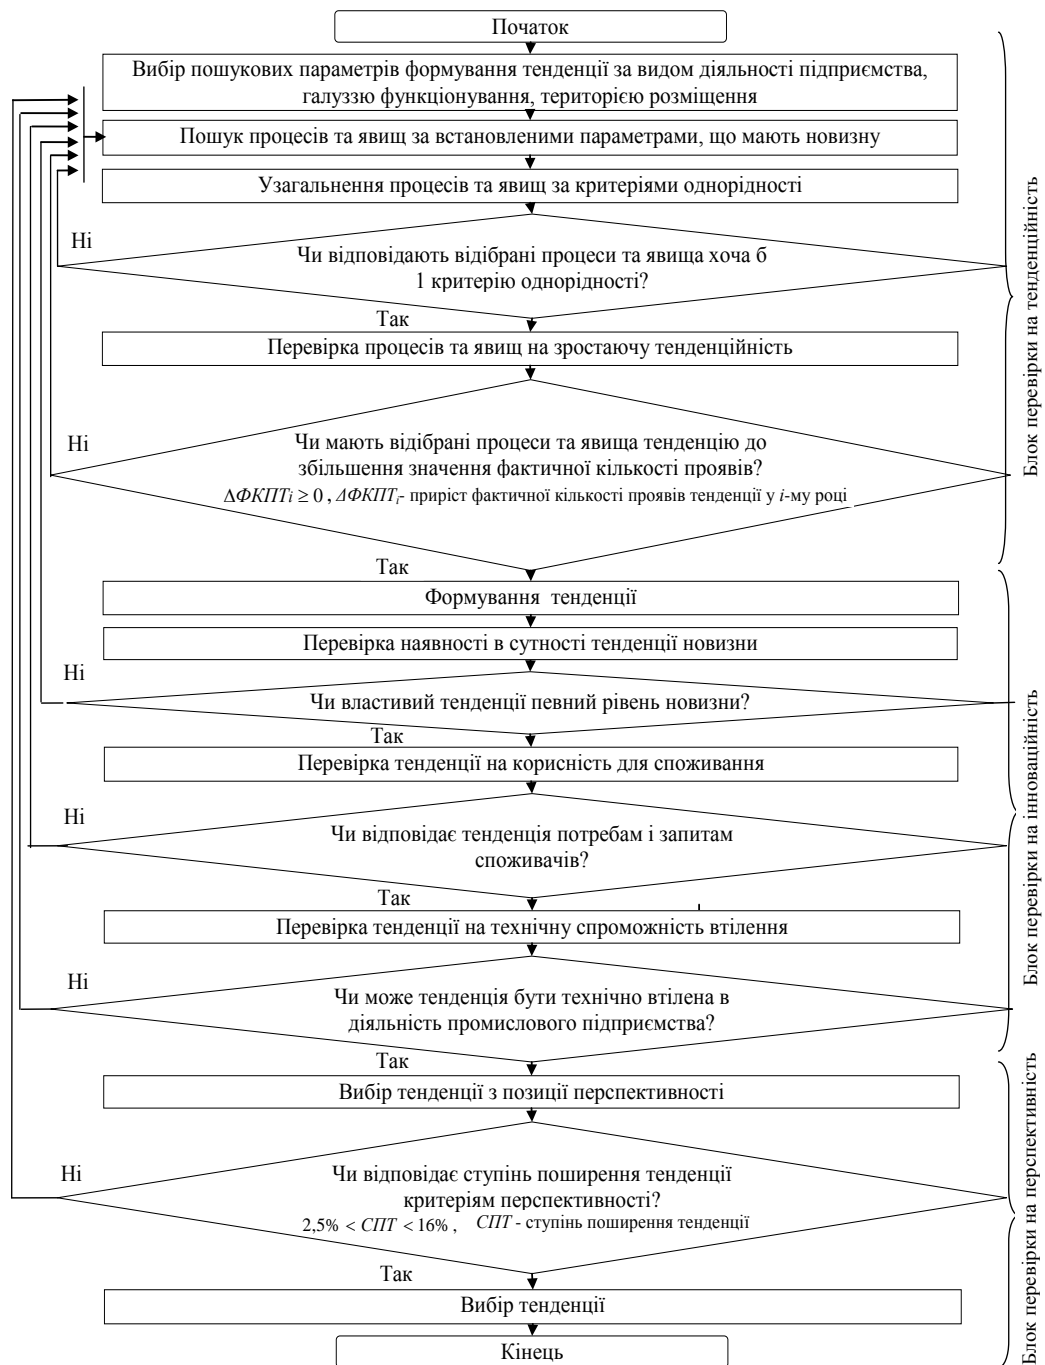 Початок
Вибір пошукових параметрів формування тенденції за видом діяльності підприємства,
галуззю функціонування, територією розміщення
Пошук процесів та явищ за встановленими параметрами, що мають новизну
Узагальнення процесів та явищ за критеріями однорідності
Ні
Чи відповідають відібрані процеси та явища хоча б
1 критерію однорідності?
Так
Перевірка процесів та явищ на зростаючу тенденційність
Ні
Чи мають відібрані процеси та явища тенденцію до
збільшення значення фактичної кількості проявів?
ΔФКПТi ≥ 0 , ΔФКПТi- приріст фактичної кількості проявів тенденції у i-му році
Так
Блок перевірки на тенденційність
Формування тенденції
Перевірка наявності в сутності тенденції новизни
Ні
Чи властивий тенденції певний рівень новизни?
Так
Перевірка тенденції на корисність для споживання
Ні
Чи відповідає тенденція потребам і запитам
споживачів?
Так
Перевірка тенденції на технічну спроможність втілення
Ні
Чи може тенденція бути технічно втілена в
діяльність промислового підприємства?
Так
Блок перевірки на інноваційність
Вибір тенденції з позиції перспективності
Ні
Чи відповідає ступінь поширення тенденції
критеріям перспективності?
2,5% < СПТ < 16% , СПТ - ступінь поширення тенденції
Так
Вибір тенденції
Кінець
Блок перевірки на перспективність